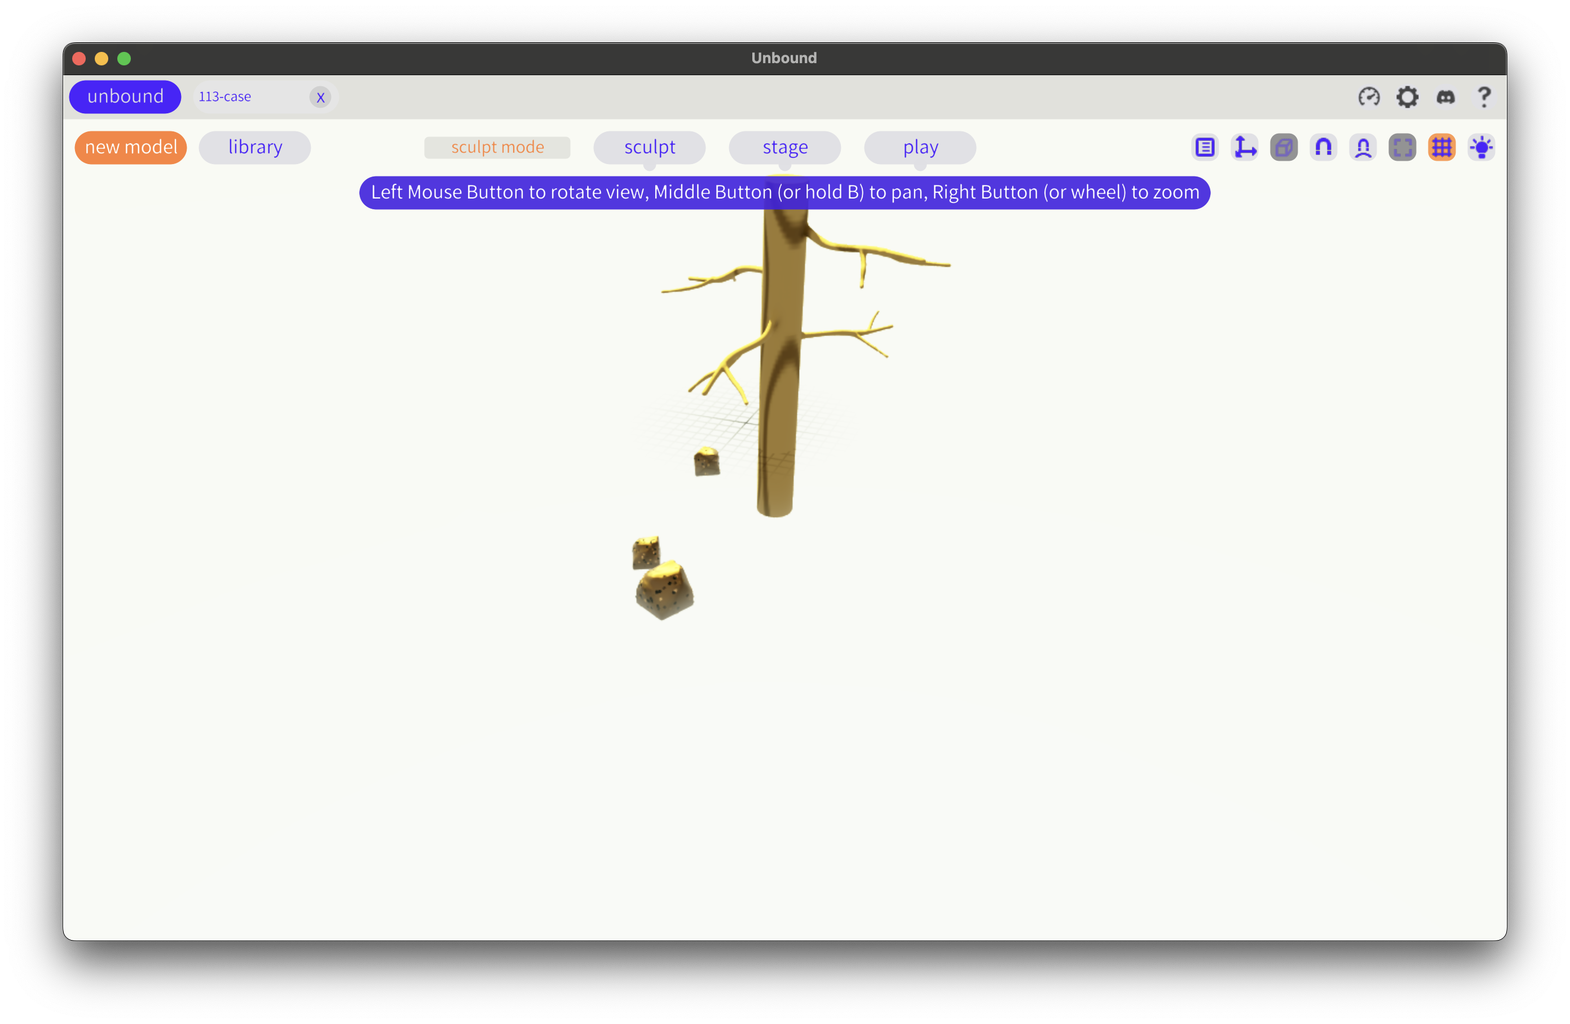 Unbound
unbound
113-case
X
?
new model
library
sculpt mode
sculpt
stage
play
Left Mouse Button to rotate view, Middle Button (or hold B) to pan, Right Button (or wheel) to zoom